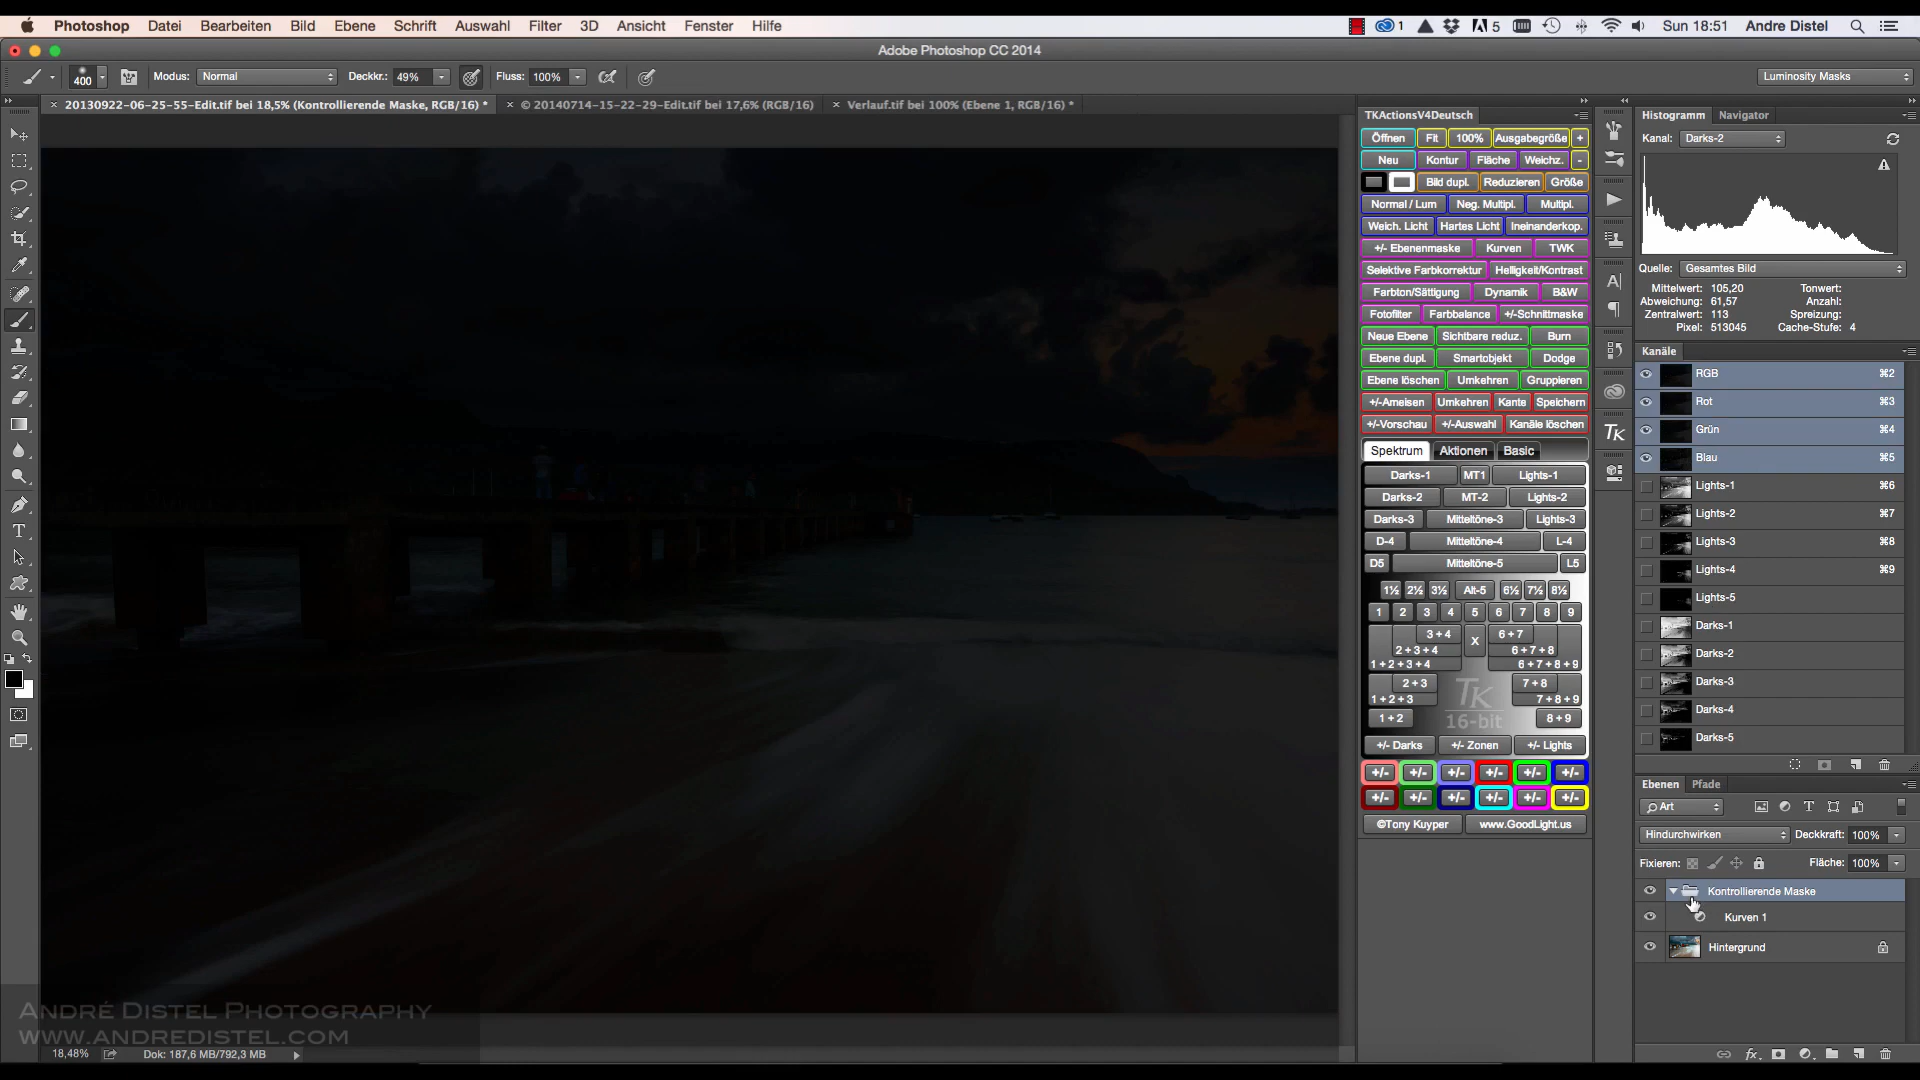 Photoshop Datei Bearbeiten Bild Ebene Schrift Auswahl Filter 3D Ansicht Fenster Hilfe 1 5 Sun 18:51 Andre Distel
Adobe Photoshop CC 2014
400 Modus: Normal Deckkr.: 49% Fluss: 100% Luminosity Masks
20130922-06-25-55-Edit.tif bei 18,5% (Kontrollierende Maske, RGB/16) * © 20140714-15-22-29-Edit.tif bei 17,6% (RGB/16) Verlauf.tif bei 100% (Ebene 1, RGB/16) *
TKActionsV4Deutsch
Öffnen Fit 100% Ausgabegröße +
Neu Kontur Fläche Weichz. -
Bild dupl. Reduzieren Größe
Normal / Lum Neg. Multipl. Multipl.
Weich. Licht Hartes Licht Ineinanderkop.
+/- Ebenenmaske Kurven TWK
Selektive Farbkorrektur Helligkeit/Kontrast
Farbton/Sättigung Dynamik B&W
Fotofilter Farbbalance +/-Schnittmaske
Neue Ebene Sichtbare reduz. Burn
Ebene dupl. Smartobjekt Dodge
Ebene löschen Umkehren Gruppieren
+/-Ameisen Umkehren Kante Speichern
+/-Vorschau +/-Auswahl Kanäle löschen
Spektrum Aktionen Basic
Darks-1 MT1 Lights-1
Darks-2 MT-2 Lights-2
Darks-3 Mitteltöne-3 Lights-3
D-4 Mitteltöne-4 L-4
D5 Mitteltöne-5 L5
1½ 2½ 3½ Alt-5 6½ 7½ 8½
1 2 3 4 5 6 7 8 9
3 + 4 X 6 + 7
2 + 3 + 4 6 + 7 + 8
1 + 2 + 3 + 4 6 + 7 + 8 + 9
2 + 3 7 + 8
1 + 2 + 3 7 + 8 + 9
1 + 2 TK 16-bit 8 + 9
+/- Darks +/- Zonen +/- Lights
+/- +/- +/- +/- +/- +/-
+/- +/- +/- +/- +/- +/-
©Tony Kuyper www.GoodLight.us
TK
Histogramm Navigator
Kanal: Darks-2
Quelle: Gesamtes Bild
Mittelwert: 105,20 Tonwert:
Abweichung: 61,57 Anzahl:
Zentralwert: 113 Spreizung:
Pixel: 513045 Cache-Stufe: 4
Kanäle
RGB ⌘2
Rot ⌘3
Grün ⌘4
Blau ⌘5
Lights-1 ⌘6
Lights-2 ⌘7
Lights-3 ⌘8
Lights-4 ⌘9
Lights-5
Darks-1
Darks-2
Darks-3
Darks-4
Darks-5
Ebenen Pfade
Art
Hindurchwirken Deckkraft: 100%
Fixieren: Fläche: 100%
Kontrollierende Maske
Kurven 1
Hintergrund
André Distel Photography
www.andredistel.com
18,48% Dok: 187,6 MB/792,3 MB